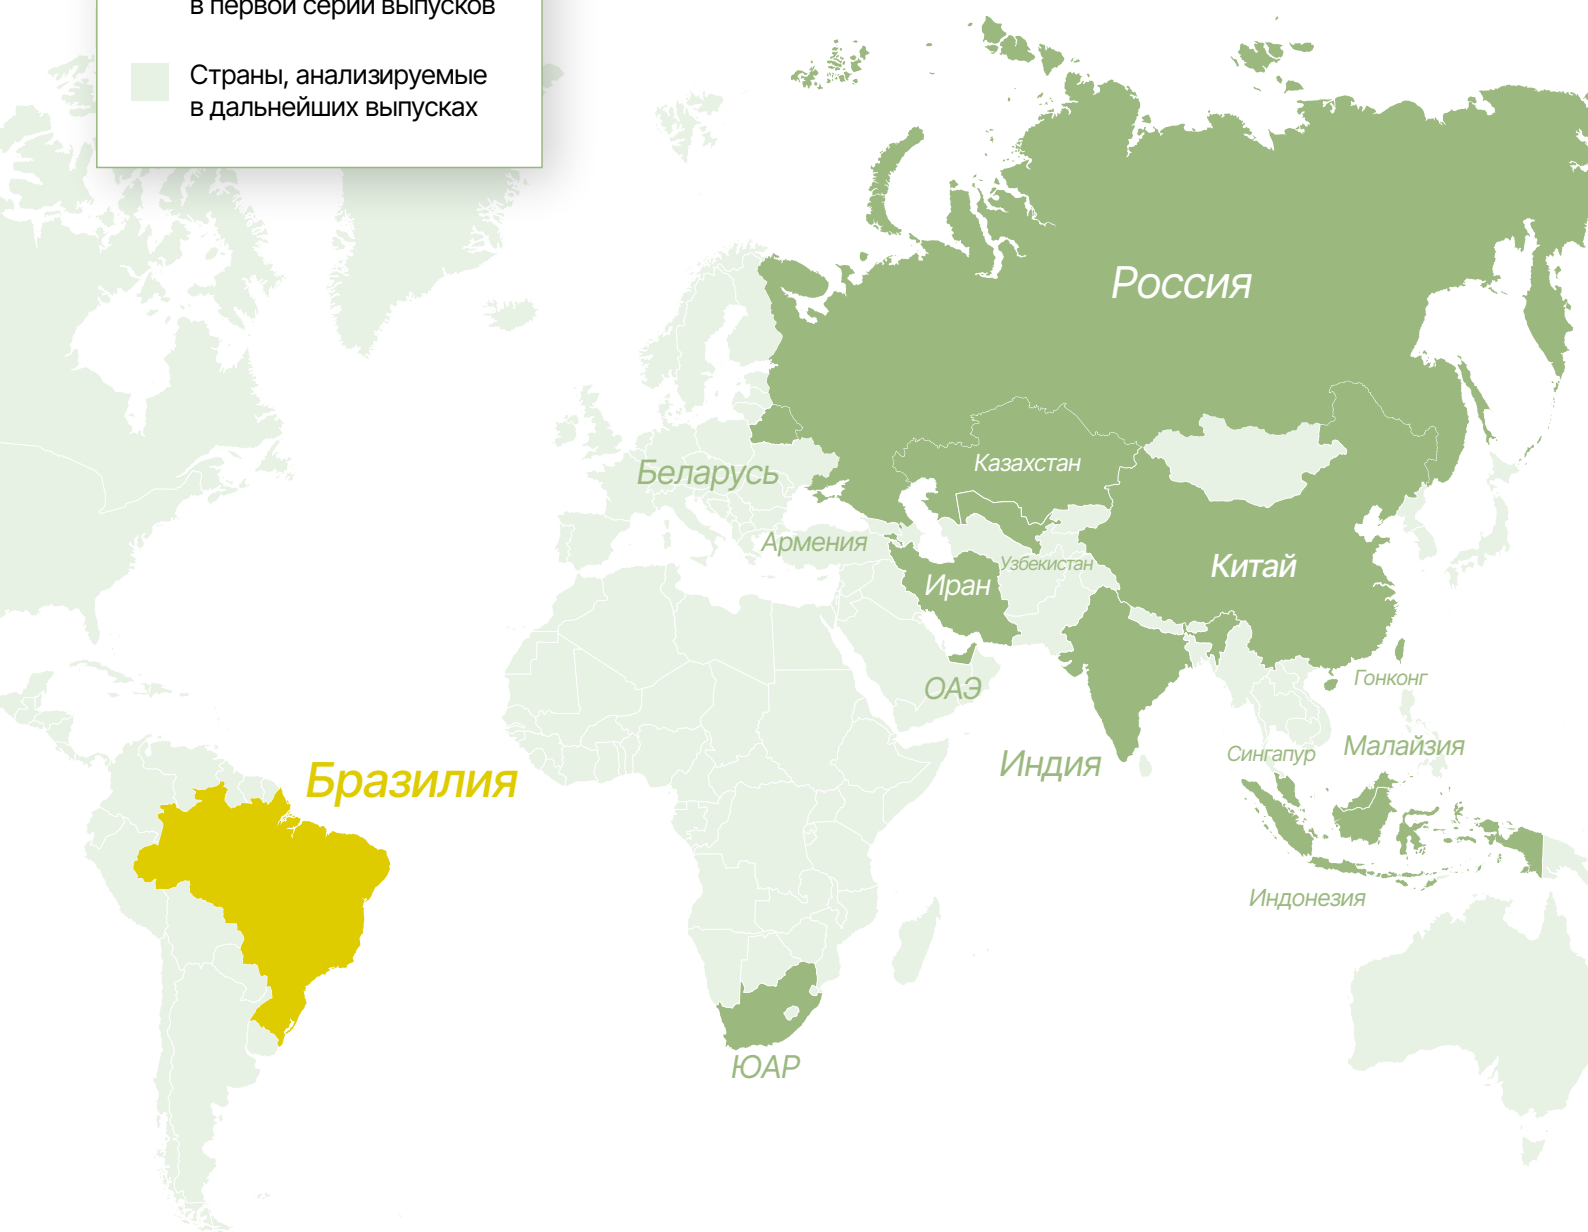 в первой серии выпусков
Страны, анализируемые
в дальнейших выпусках
Россия
Казахстан
Беларусь
Армения
Узбекистан
Китай
Иран
ОАЭ
Гонконг
Индия
Сингапур
Малайзия
Бразилия
Индонезия
ЮАР